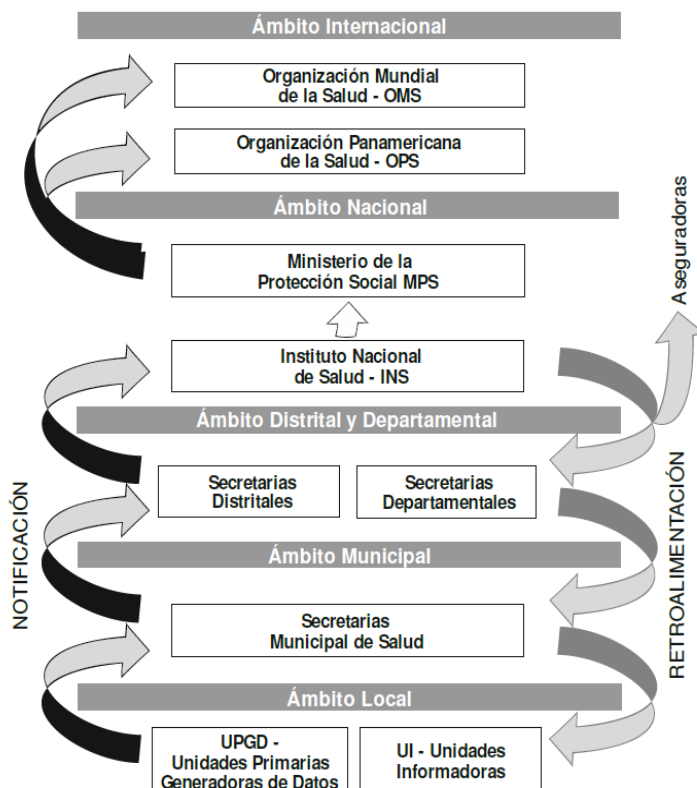 Ámbito Internacional
Organización Mundial
de la Salud - OMS
Organización Panamericana
de la Salud - OPS
Ámbito Nacional
Ministerio de la
Protección Social MPS
Aseguradoras
Instituto Nacional
de Salud - INS
Ámbito Distrital y Departamental
Secretarias
Distritales
Secretarias
Departamentales
NOTIFICACIÓN
RETROALIMENTACIÓN
Ámbito Municipal
Secretarias
Municipal de Salud
Ámbito Local
UPGD -
Unidades Primarias
Generadoras de Datos
UI - Unidades
Informadoras